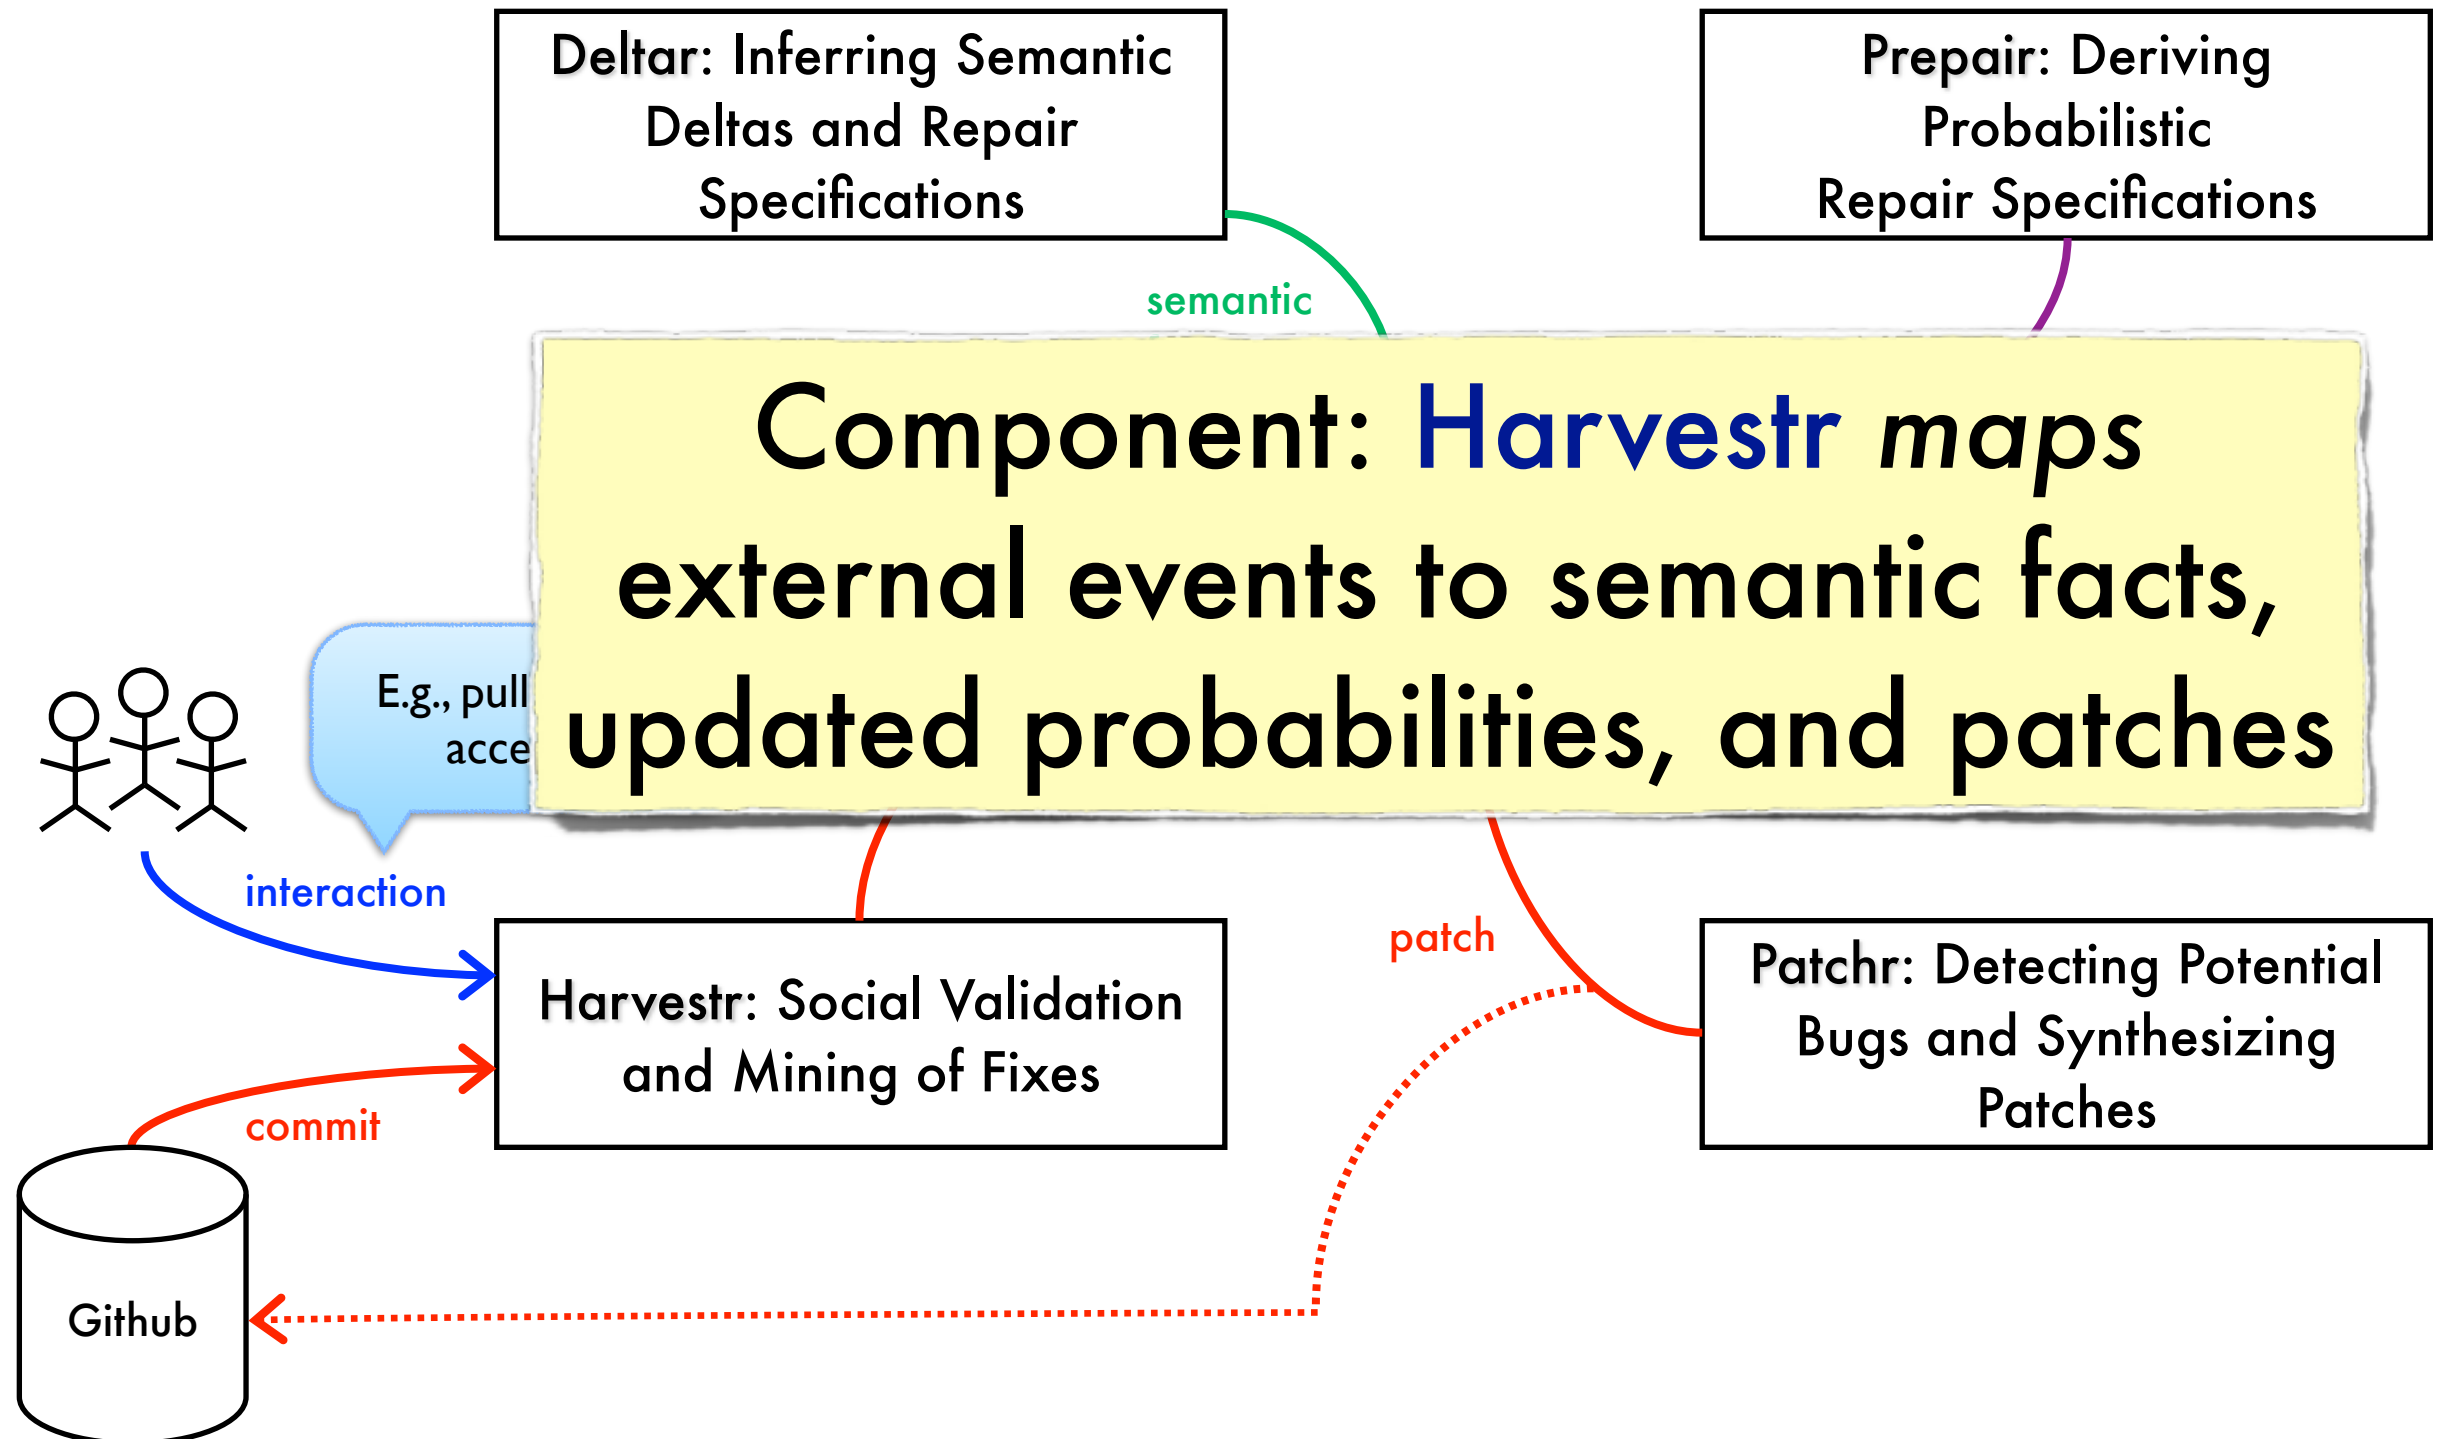 Deltar: Inferring Semantic
Deltas and Repair
Specifications
Prepair: Deriving
Probabilistic
Repair Specifications
semantic
Component: Harvestr maps
external events to semantic facts,
updated probabilities, and patches
E.g., pull
interaction
Harvestr: Social Validation
and Mining of Fixes
patch
Patchr: Detecting Potential
Bugs and Synthesizing
Patches
commit
Github